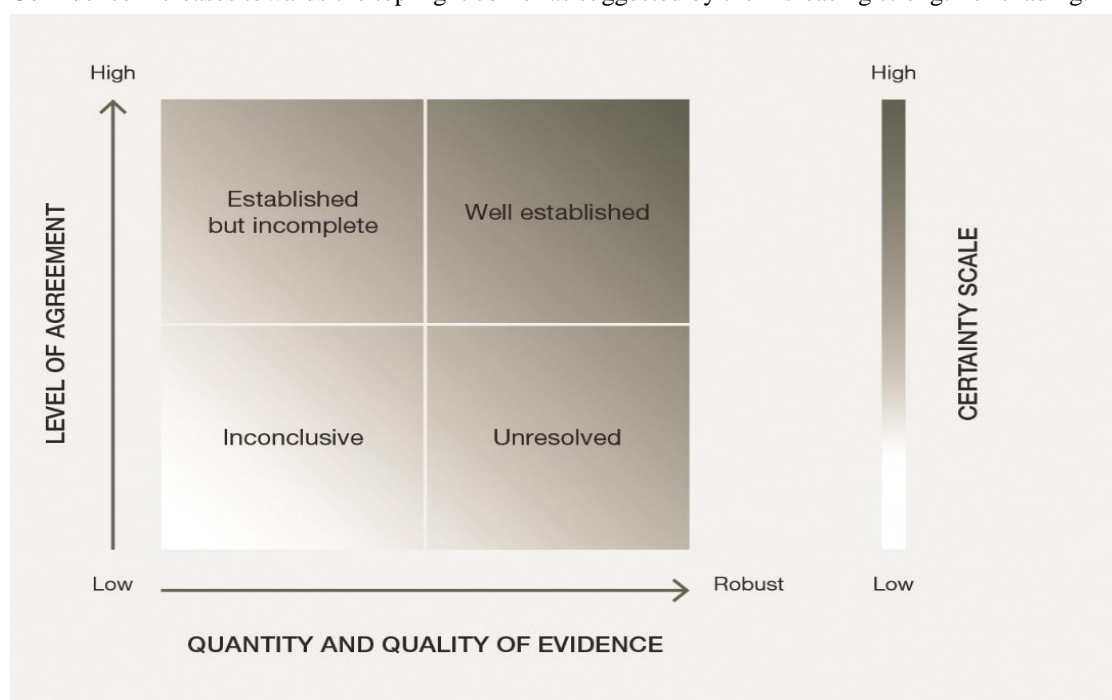 High
High
Established
but incomplete
Well established
LEVEL OF AGREEMENT
CERTAINTY SCALE
Inconclusive
Unresolved
Low
Robust
Low
QUANTITY AND QUALITY OF EVIDENCE